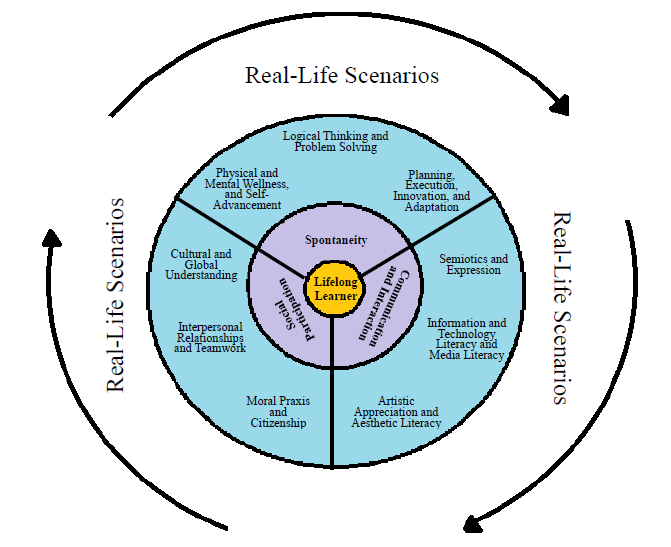 Real-Life Scenarios
Logical Thinking and
Problem Solving
Physical and
Mental Wellness,
and Self-
Advancement
Planning,
Execution,
Innovation, and
Adaptation
Spontaneity
Cultural and
Global
Understanding
Semiotics and
Expression
Lifelong
Learner
Social
Participation
Communication
and Interaction
Interpersonal
Relationships
and Teamwork
Information and
Technology
Literacy and
Media Literacy
Moral Praxis
and
Citizenship
Artistic
Appreciation and
Aesthetic Literacy
Real-Life Scenarios
Real-Life Scenarios